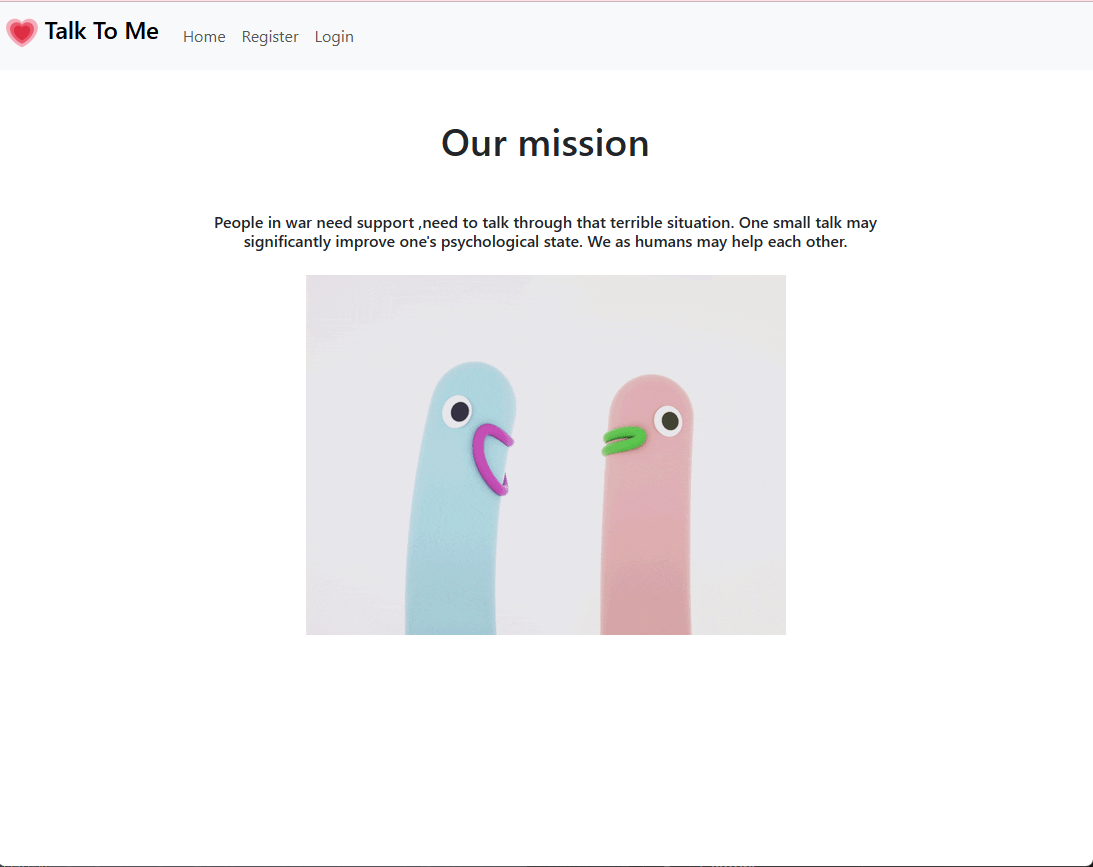 Talk To Me
Home Register Login
Our mission
People in war need support ,need to talk through that terrible situation. One small talk may
significantly improve one's psychological state. We as humans may help each other.